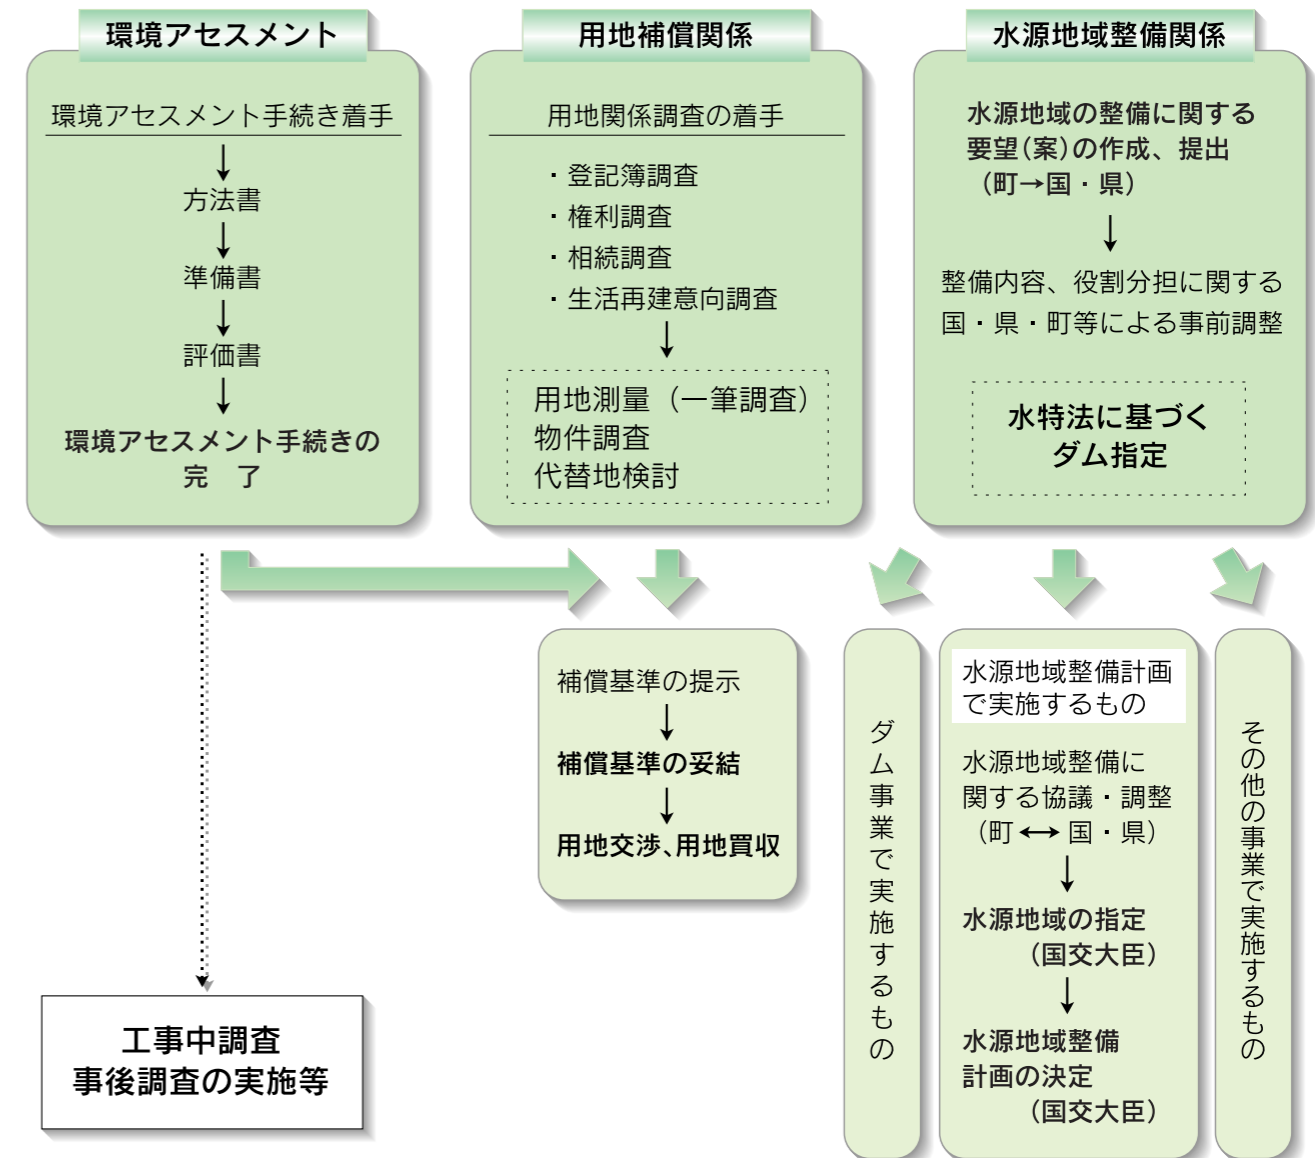 環境アセスメント
環境アセスメント手続き着手
方法書
準備書
評価書
環境アセスメント手続きの
完　了
用地補償関係
用地関係調査の着手
・登記簿調査
・権利調査
・相続調査
・生活再建意向調査
用地測量（一筆調査）
物件調査
代替地検討
水源地域整備関係
水源地域の整備に関する
要望(案)の作成、提出
（町→国・県）
整備内容、役割分担に関する
国・県・町等による事前調整
水特法に基づく
ダム指定
補償基準の提示
補償基準の妥結
用地交渉、用地買収
ダム事業で実施するもの
水源地域整備計画
で実施するもの
水源地域整備に
関する協議・調整
（町↔国・県）
水源地域の指定
（国交大臣）
水源地域整備
計画の決定
（国交大臣）
その他の事業で実施するもの
工事中調査
事後調査の実施等